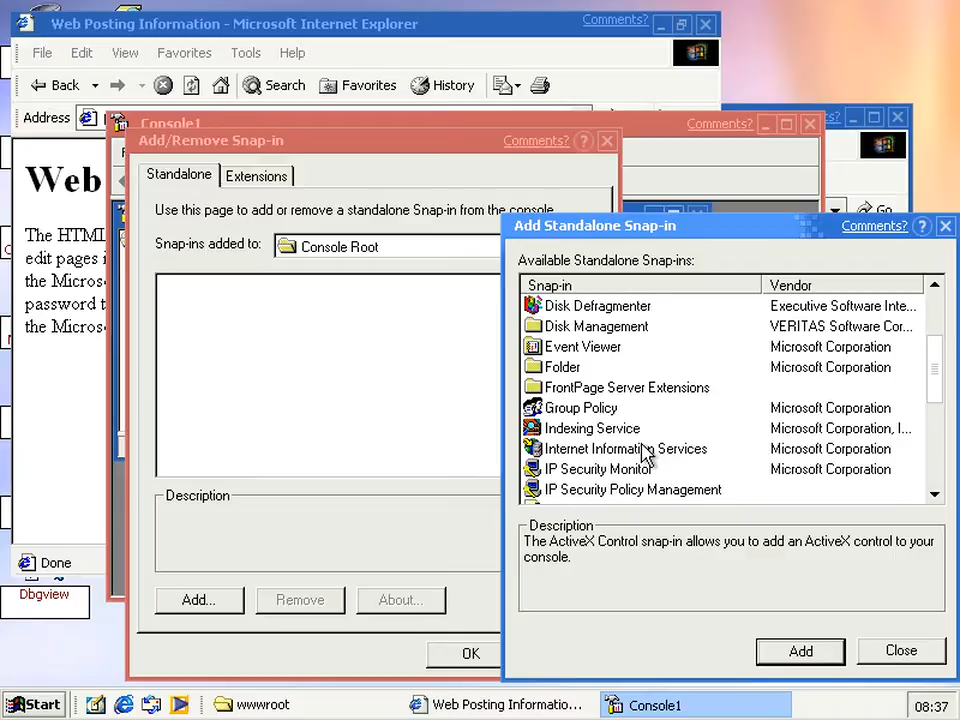 Web Posting Information - Microsoft Internet Explorer
Comments?
File Edit View Favorites Tools Help
Back Search Favorites History
Address
Console1
Comments?
Add/Remove Snap-in
Comments?
Go
Standalone Extensions
Use this page to add or remove a standalone Snap-in from the console.
Snap-ins added to: Console Root
Web
The HTML
edit pages
the Micros
password t
the Micros
Description
Add... Remove About...
OK
Add Standalone Snap-in
Comments?
Available Standalone Snap-ins:
Snap-in Vendor
Disk Defragmenter Executive Software Inte...
Disk Management VERITAS Software Cor...
Event Viewer Microsoft Corporation
Folder Microsoft Corporation
FrontPage Server Extensions
Group Policy Microsoft Corporation
Indexing Service Microsoft Corporation, I...
Internet Information Services Microsoft Corporation
IP Security Monitor Microsoft Corporation
IP Security Policy Management
Description
The ActiveX Control snap-in allows you to add an ActiveX control to your
console.
Add Close
Done
Dbgview
Start wwwroot Web Posting Informatio... Console1 08:37